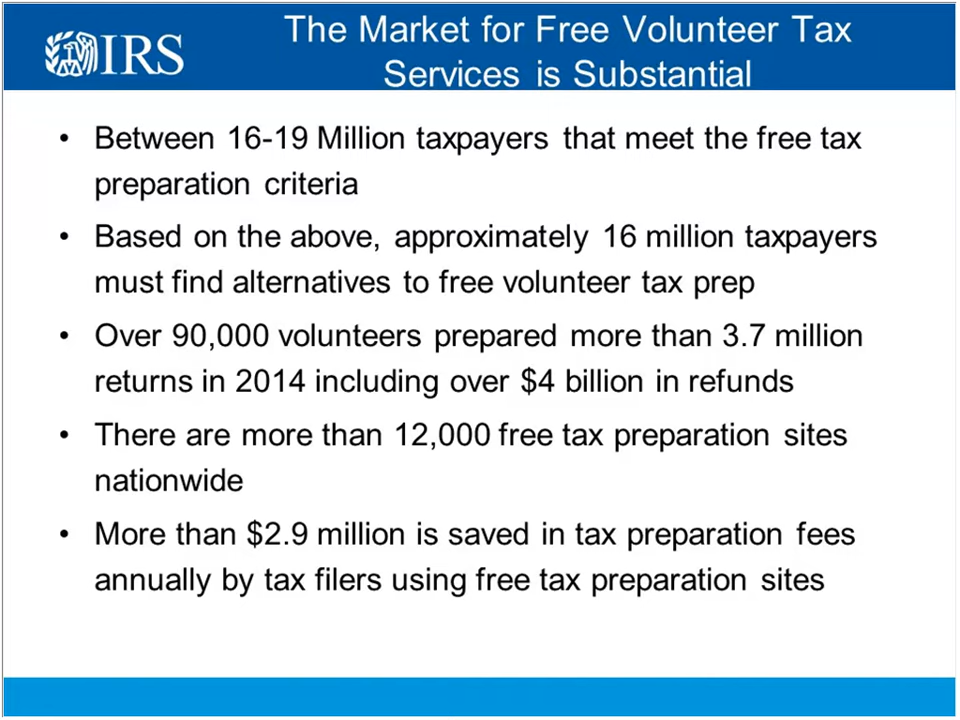 The Market for Free Volunteer Tax
Services is Substantial
IRS
• Between 16-19 Million taxpayers that meet the free tax
preparation criteria
• Based on the above, approximately 16 million taxpayers
must find alternatives to free volunteer tax prep
• Over 90,000 volunteers prepared more than 3.7 million
returns in 2014 including over $4 billion in refunds
• There are more than 12,000 free tax preparation sites
nationwide
• More than $2.9 million is saved in tax preparation fees
annually by tax filers using free tax preparation sites